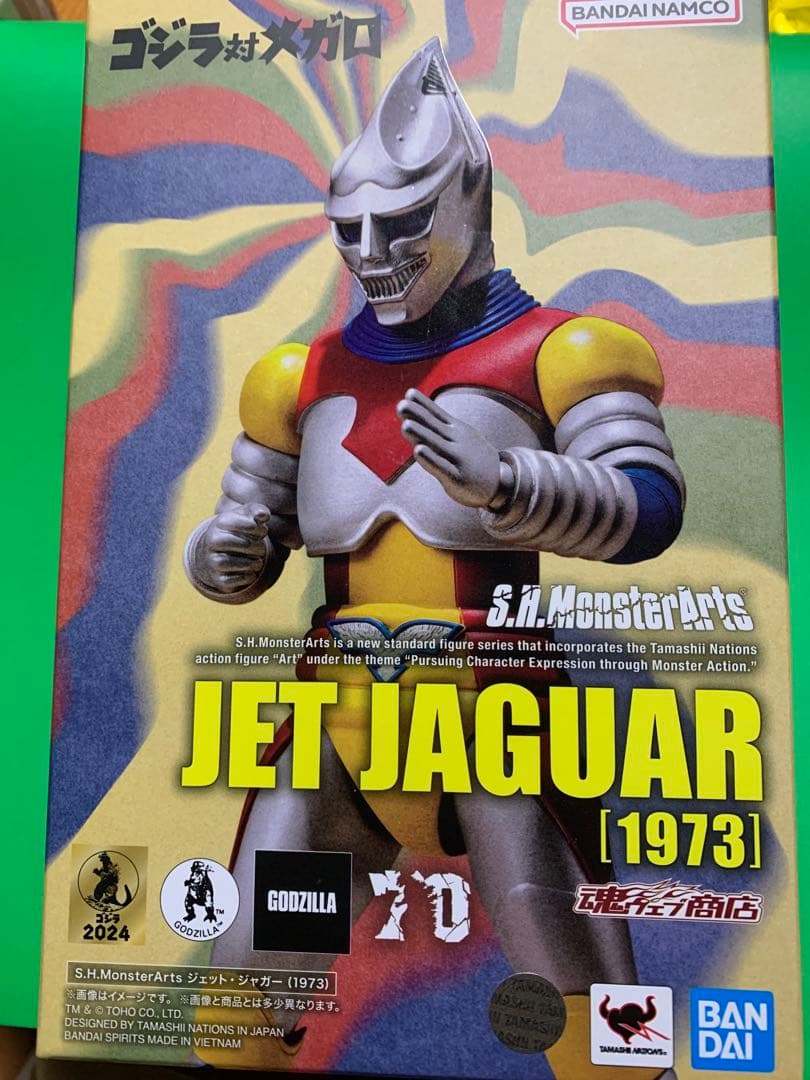 BANDAI NAMCO
ゴジラ対メガロ
S.H.MonsterArts
S.H.MonsterArts is a new standard figure series that incorporates the Tamashii Nations
action figure “Art” under the theme “Pursuing Character Expression through Monster Action.”
JET JAGUAR
[1973]
ゴジラ
2024
GODZILLA™
GODZILLA
70
魂ウェブ商店
S.H.MonsterArts ジェット・ジャガー (1973)
※画像はイメージです。 ※画像と商品とは多少異なります。
TM & © TOHO CO., LTD.
DESIGNED BY TAMASHII NATIONS IN JAPAN
BANDAI SPIRITS MADE IN VIETNAM
TAMASHII NATIONS
BAN
DAI